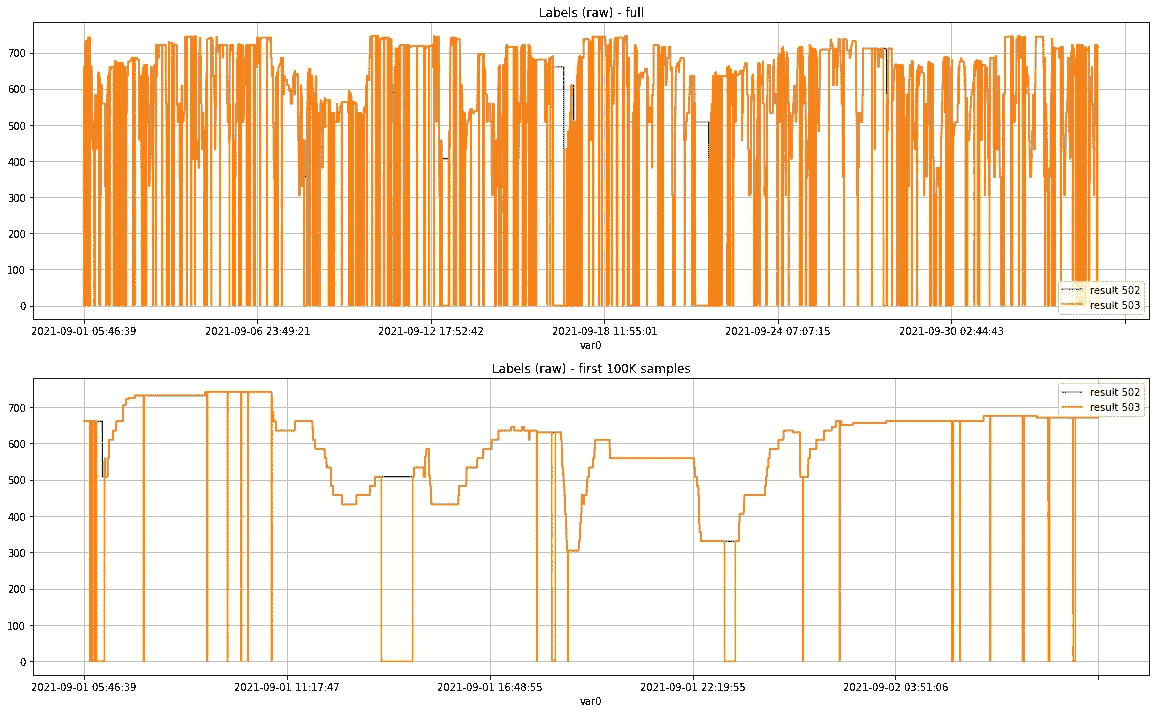 Labels (raw) - full
700
600
500
400
300
200
100
0
result 502
result 503
2021-09-01 05:46:39 2021-09-06 23:49:21 2021-09-12 17:52:42 2021-09-18 11:55:01 2021-09-24 07:07:15 2021-09-30 02:44:43
var0
Labels (raw) - first 100K samples
result 502
result 503
700
600
500
400
300
200
100
0
2021-09-01 05:46:39 2021-09-01 11:17:47 2021-09-01 16:48:55 2021-09-01 22:19:55 2021-09-02 03:51:06
var0